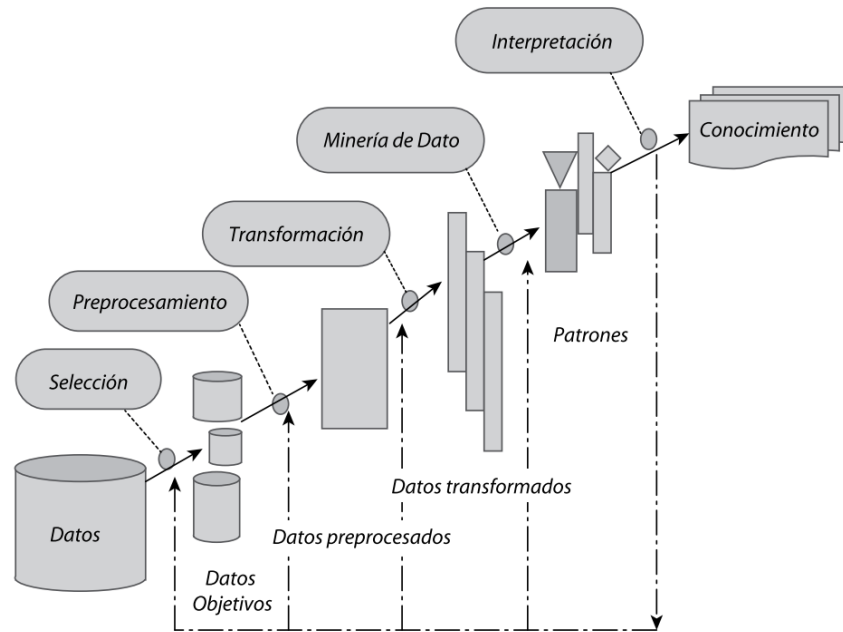 Interpretación
Conocimiento
Minería de Dato
Transformación
Preprocesamiento
Patrones
Selección
Datos transformados
Datos
Datos preprocesados
Datos
Objetivos